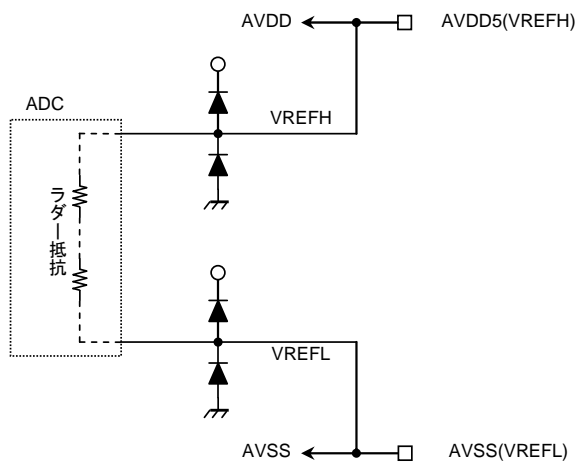 AVDD
AVDD5(VREFH)
ADC
VREFH
ラダー抵抗
VREFL
AVSS
AVSS(VREFL)